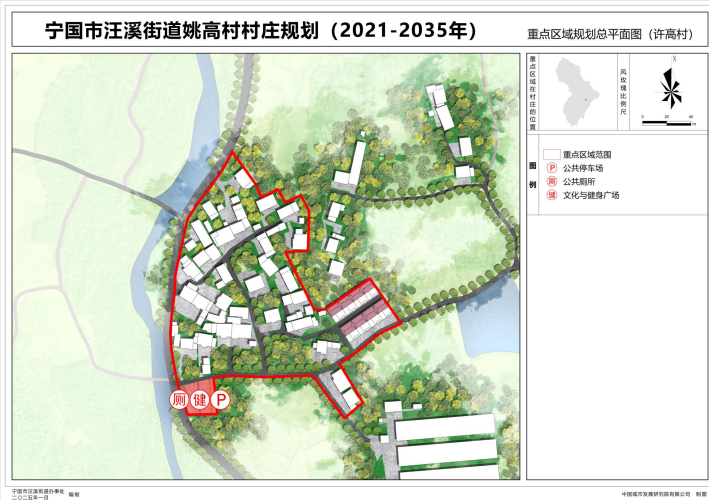 宁国市汪溪街道姚高村村庄规划（2021-2035年）
重点区域规划总平面图（许高村）
重点区域在村庄的位置
风玫瑰比例尺
N
0 20 40
m
图例
重点区域范围
P 公共停车场
厕 公共厕所
健 文化与健身广场
厕 健 P
宁国市汪溪街道办事处
二〇二五年一月
编制
中国城市发展研究院有限公司 制图